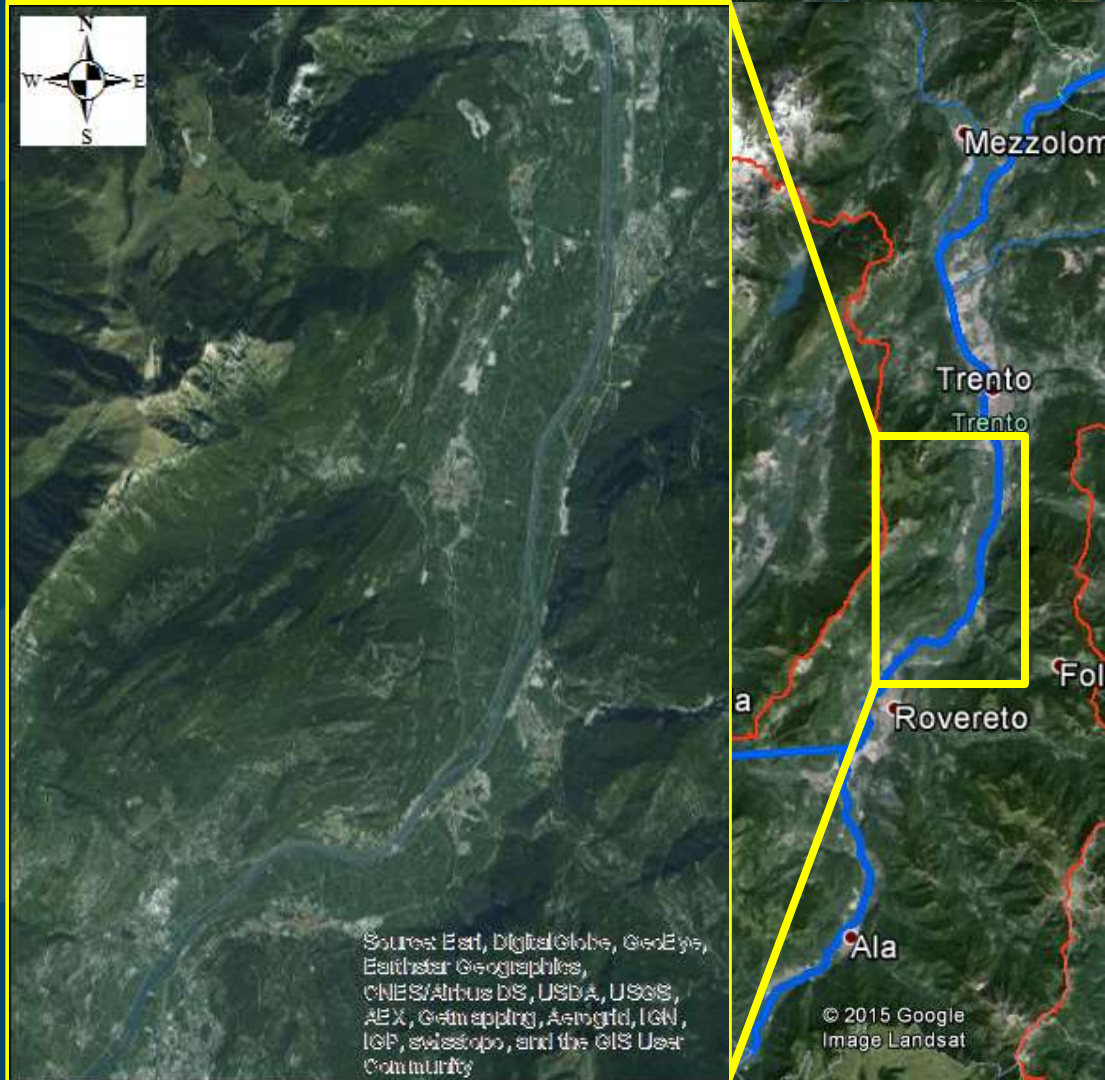 N
W E
S
Mezzolom
Trento
Trento
Fol
a
Rovereto
Ala
Source: Esri, DigitalGlobe, GeoEye,
Earthstar Geographics,
CNES/Airbus DS, USDA, USGS,
AEX, Getmapping, Aerogrid, IGN,
IGP, swisstopo, and the GIS User
Community
© 2015 Google
Image Landsat